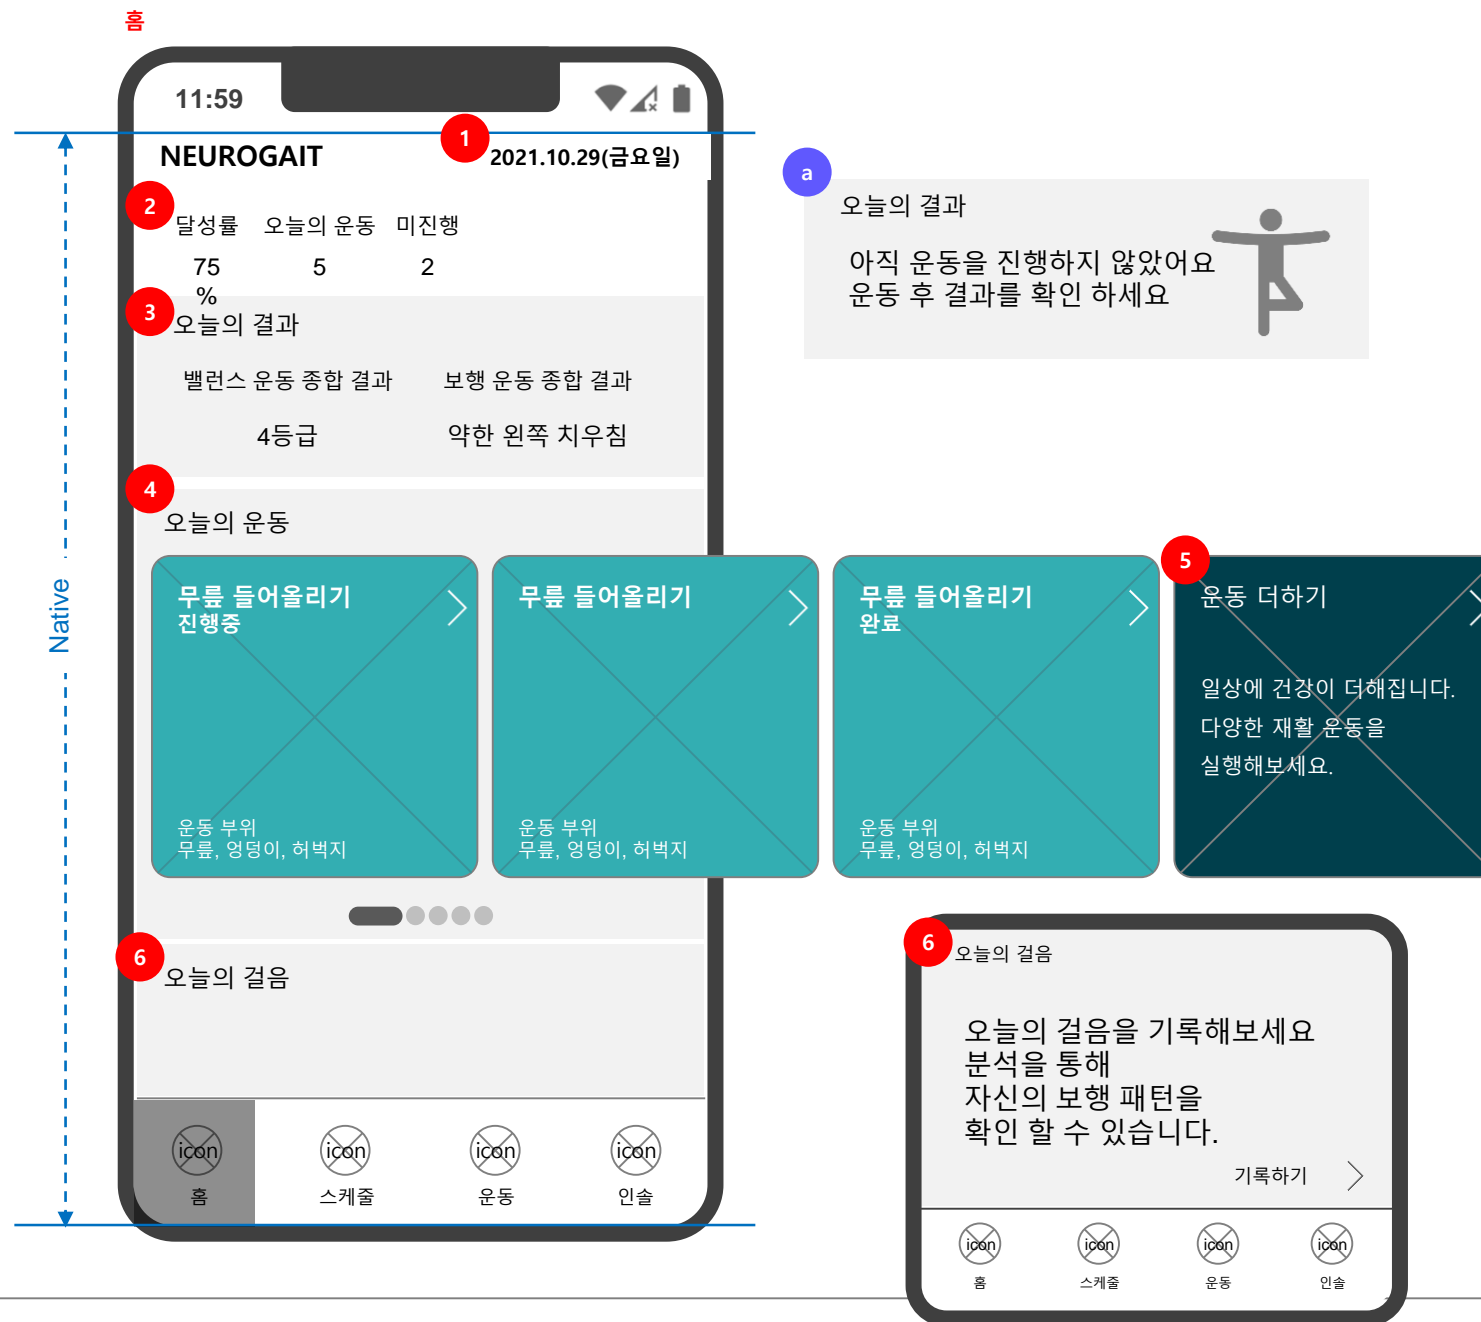 홈
11:59
1
NEUROGAIT
2021.10.29(금요일)
2
달성률 오늘의 운동 미진행
75 5 2
%
3
오늘의 결과
밸런스 운동 종합 결과 보행 운동 종합 결과
4등급 약한 왼쪽 치우침
a
오늘의 결과
아직 운동을 진행하지 않았어요
운동 후 결과를 확인 하세요
4
오늘의 운동
무릎 들어올리기
진행중
운동 부위
무릎, 엉덩이, 허벅지
무릎 들어올리기
운동 부위
무릎, 엉덩이, 허벅지
무릎 들어올리기
완료
운동 부위
무릎, 엉덩이, 허벅지
5
운동 더하기
일상에 건강이 더해집니다.
다양한 재활 운동을
실행해보세요.
Native
6
오늘의 걸음
icon icon icon icon
홈 스케줄 운동 인솔
6
오늘의 걸음
오늘의 걸음을 기록해보세요
분석을 통해
자신의 보행 패턴을
확인 할 수 있습니다.
기록하기
icon icon icon icon
홈 스케줄 운동 인솔